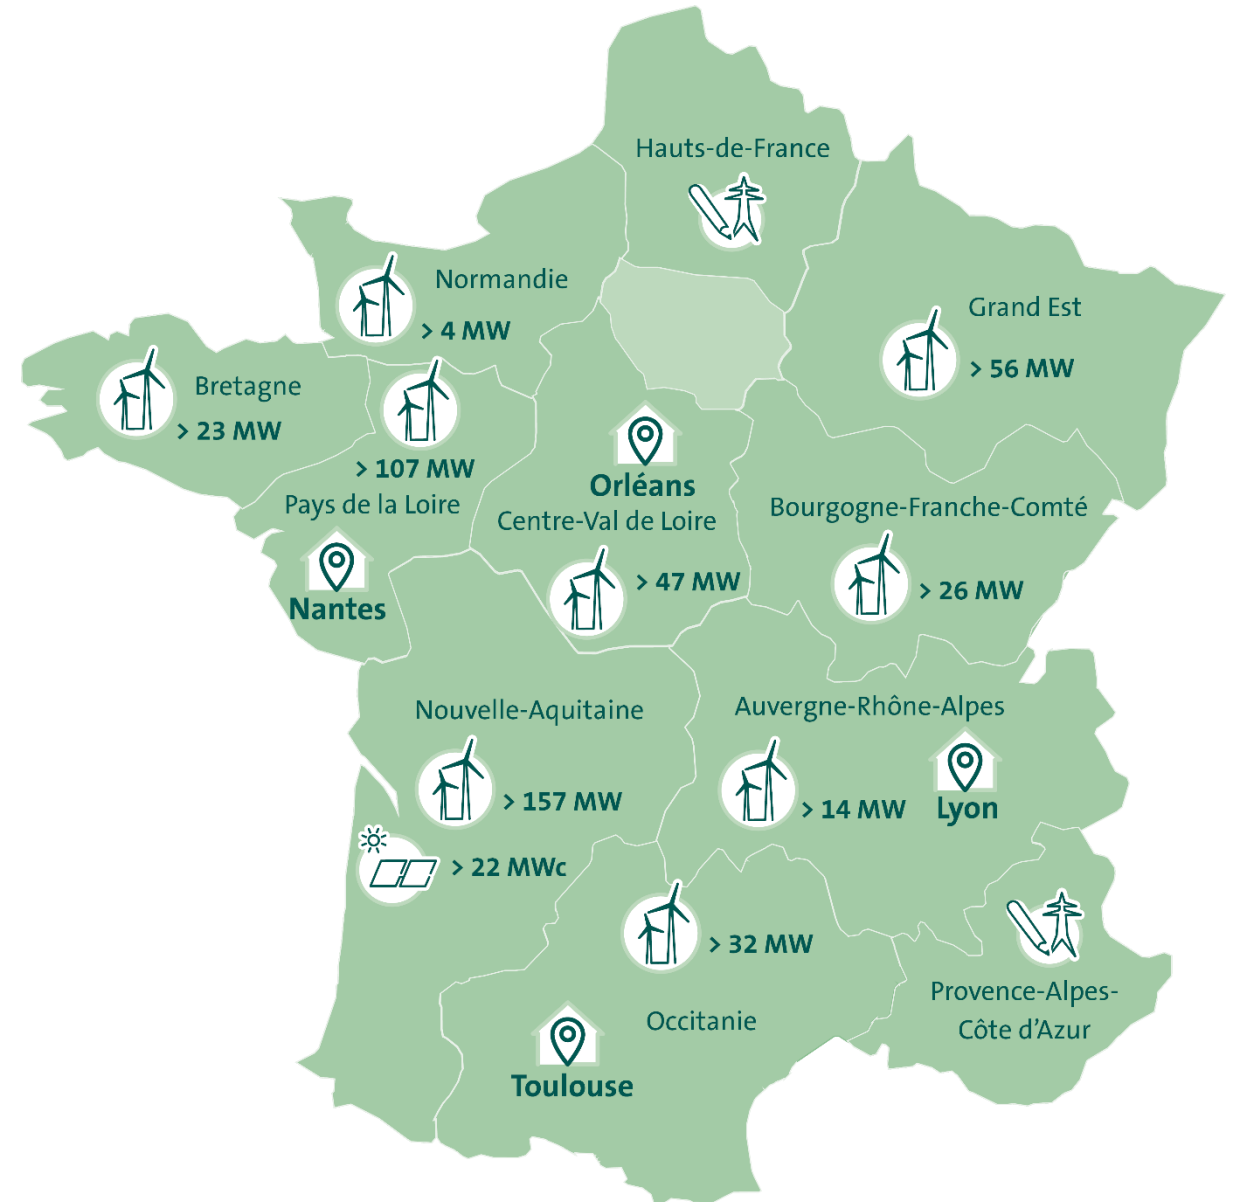 Hauts-de-France
Normandie
> 4 MW
Grand Est
> 56 MW
Bretagne
> 23 MW
> 107 MW
Pays de la Loire
Nantes
Orléans
Centre-Val de Loire
> 47 MW
Bourgogne-Franche-Comté
> 26 MW
Nouvelle-Aquitaine
> 157 MW
> 22 MWc
Auvergne-Rhône-Alpes
> 14 MW
Lyon
> 32 MW
Occitanie
Toulouse
Provence-Alpes-
Côte d'Azur